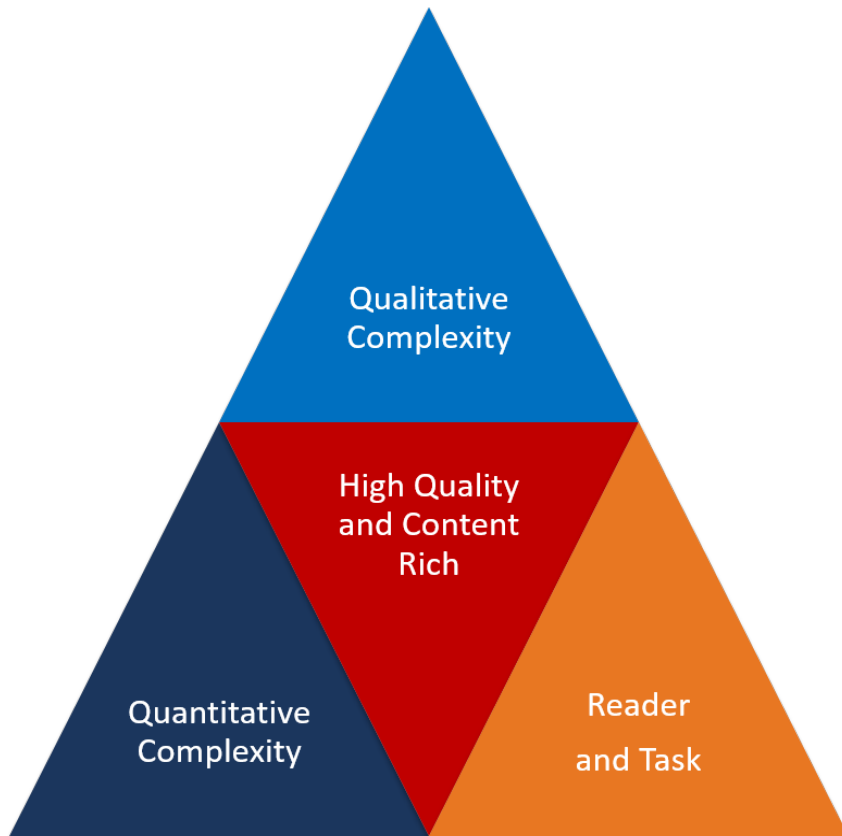 Qualitative
Complexity
High Quality
and Content
Rich
Quantitative
Complexity
Reader
and Task